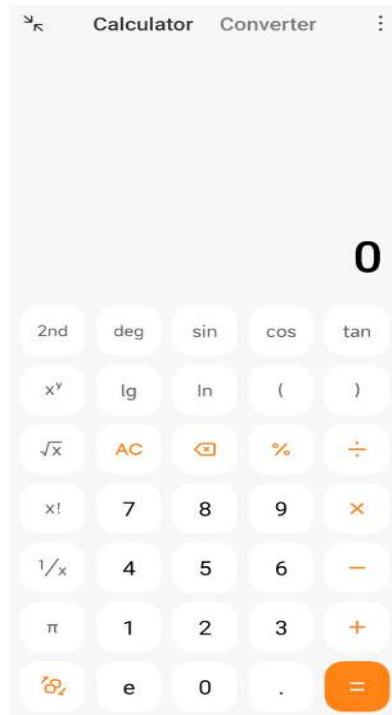 Calculator Converter
0
2nd deg sin cos tan
xʸ lg ln ( )
√x AC % ÷
x! 7 8 9 ×
1/x 4 5 6 −
π 1 2 3 +
e 0 . =